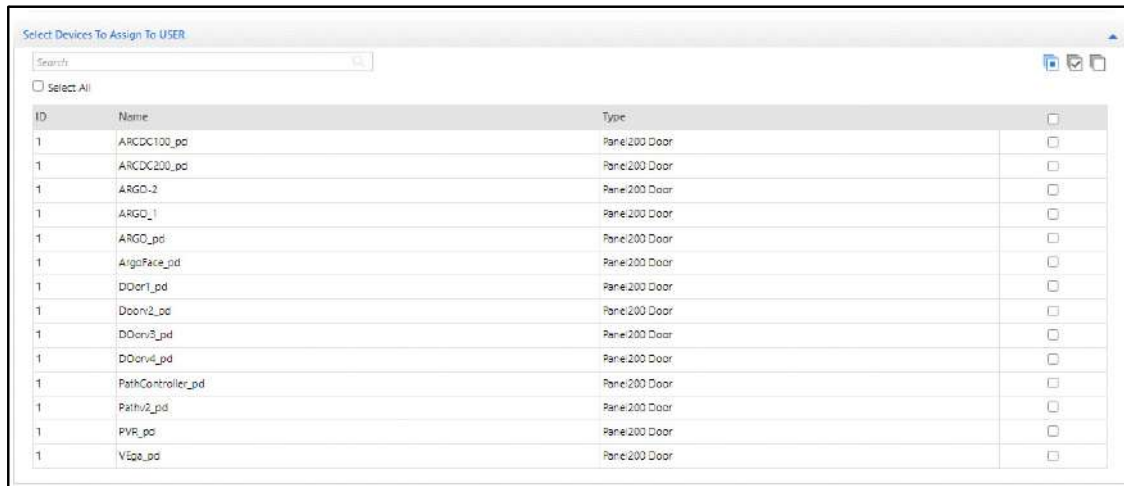 Select Devices To Assign To USER
Search
Select All
ID Name Type
1 ARCDC100_pd Panel200 Door
1 ARCDC200_pd Panel200 Door
1 ARGO-2 Panel200 Door
1 ARGO_1 Panel200 Door
1 ARGO_pd Panel200 Door
1 ArgoFace_pd Panel200 Door
1 DOor1_pd Panel200 Door
1 Doorv2_pd Panel200 Door
1 DOorv3_pd Panel200 Door
1 DOorv4_pd Panel200 Door
1 PathController_pd Panel200 Door
1 Pathv2_pd Panel200 Door
1 PVR_pd Panel200 Door
1 VEga_pd Panel200 Door